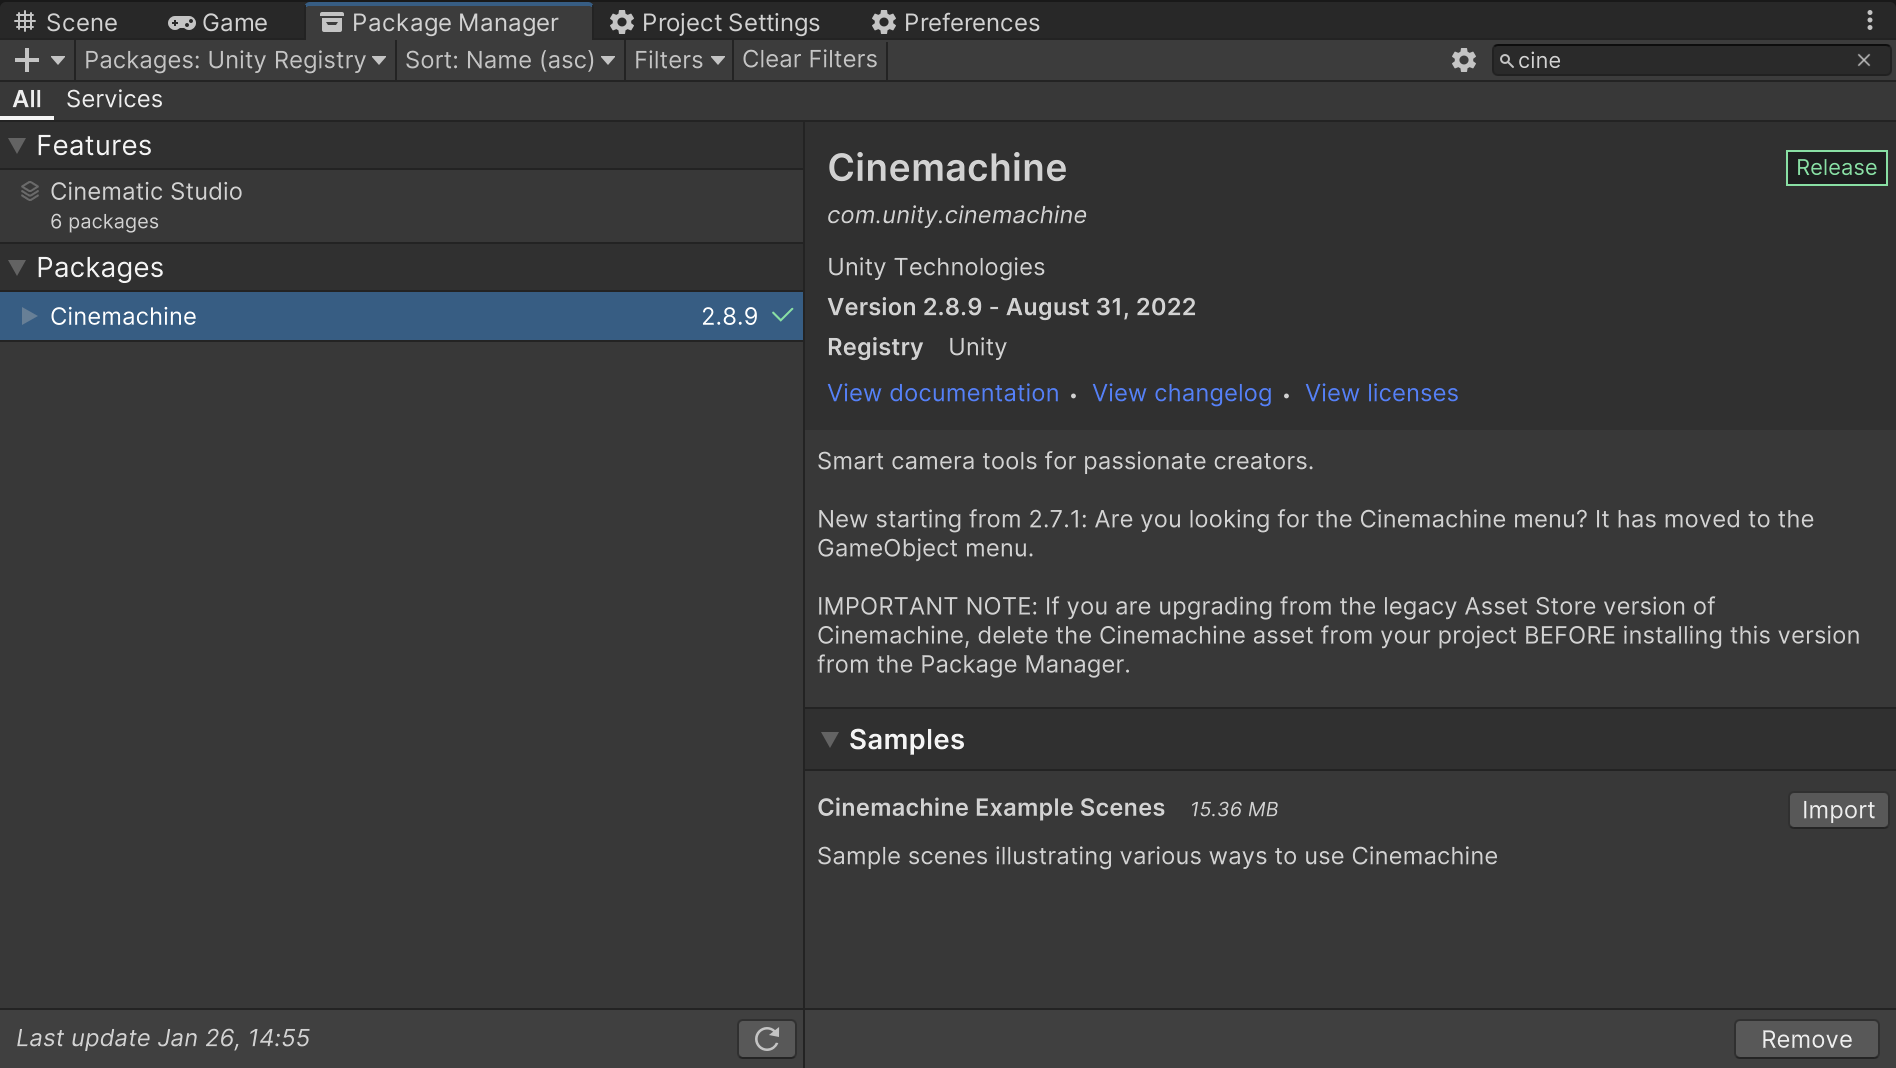 Scene Game Package Manager Project Settings Preferences
Packages: Unity Registry Sort: Name (asc) Filters Clear Filters cine
All Services
Features
Cinematic Studio
6 packages
Packages
Cinemachine 2.8.9
Last update Jan 26, 14:55
Cinemachine
Release
com.unity.cinemachine
Unity Technologies
Version 2.8.9 - August 31, 2022
Registry Unity
View documentation • View changelog • View licenses
Smart camera tools for passionate creators.
New starting from 2.7.1: Are you looking for the Cinemachine menu? It has moved to the
GameObject menu.
IMPORTANT NOTE: If you are upgrading from the legacy Asset Store version of
Cinemachine, delete the Cinemachine asset from your project BEFORE installing this version
from the Package Manager.
Samples
Cinemachine Example Scenes 15.36 MB
Import
Sample scenes illustrating various ways to use Cinemachine
Remove